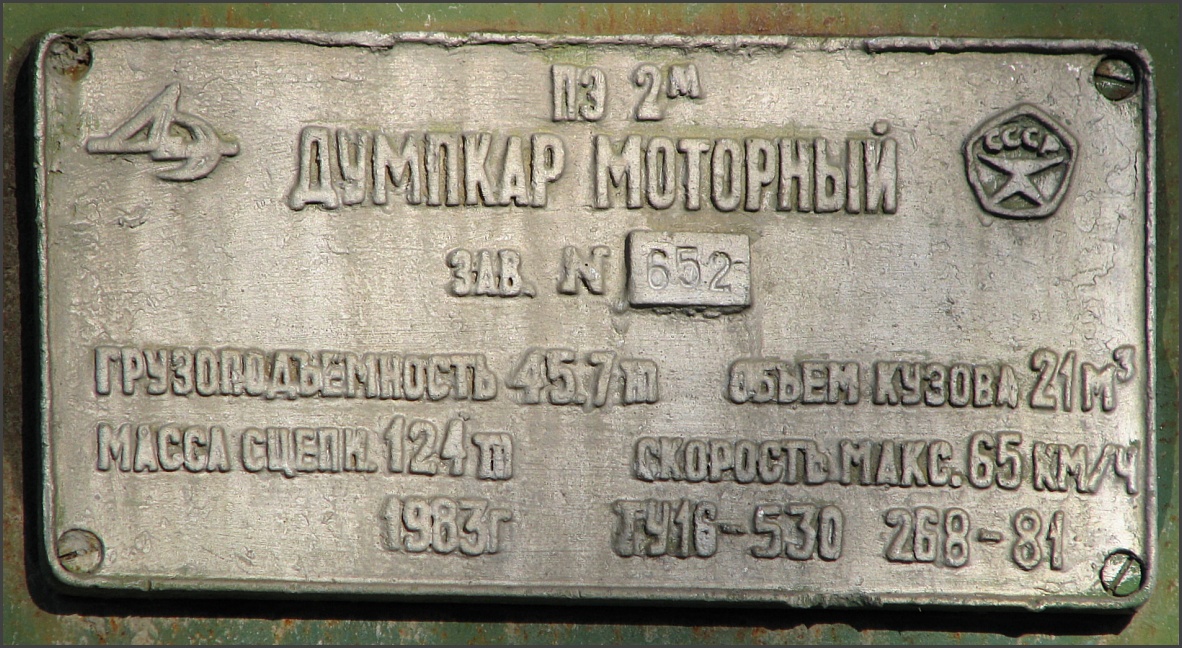 ПЭ 2М
ДУМПКАР МОТОРНЫЙ
СССР
ЗАВ. N 652
ГРУЗОПОДЪЕМНОСТЬ 45,7 т ОБЪЕМ КУЗОВА 21 м³
МАССА СЦЕПН. 124 т СКОРОСТЬ МАКС. 65 КМ/Ч
1983г ТУ16-530 268-81